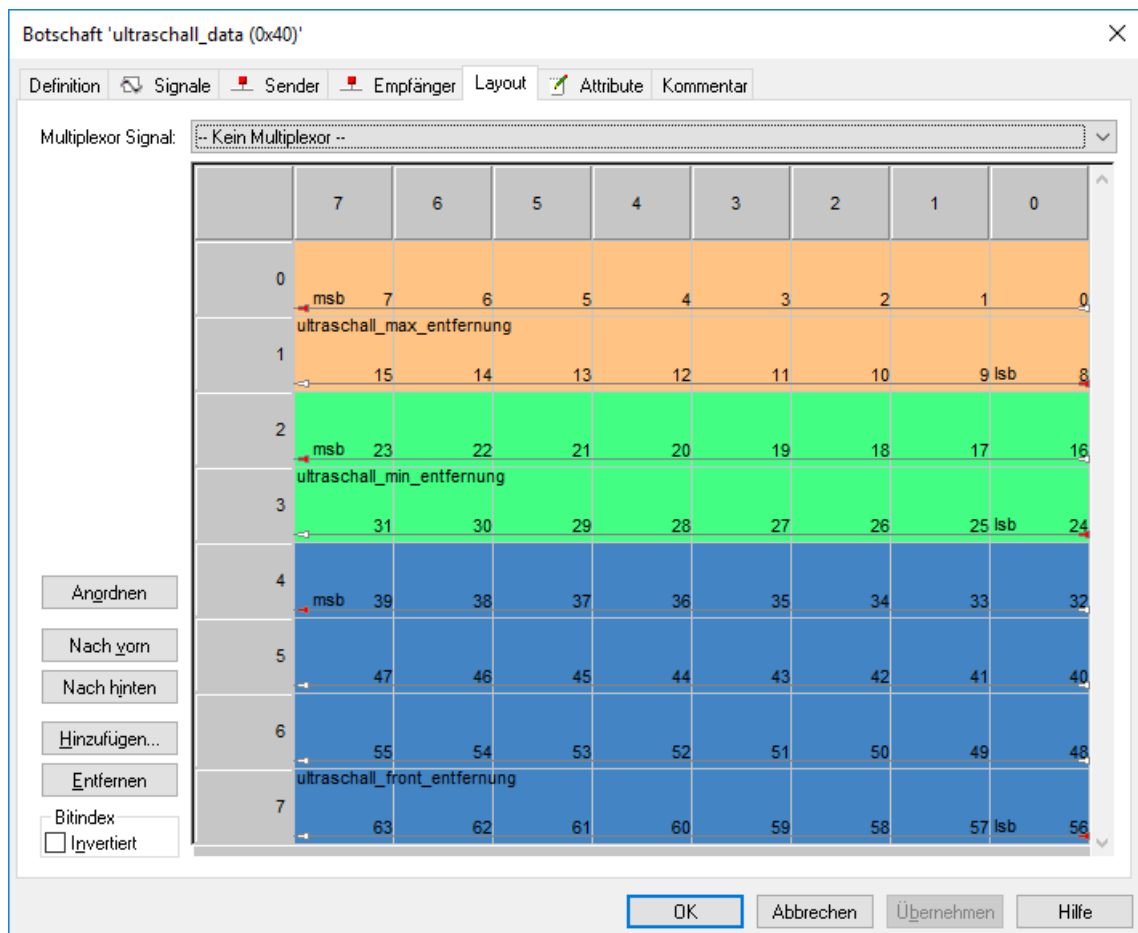 Botschaft 'ultraschall_data (0x40)'
Definition Signale Sender Empfänger Layout Attribute Kommentar
Multiplexor Signal: -- Kein Multiplexor --
7 6 5 4 3 2 1 0
0 msb 7 6 5 4 3 2 1 0
ultraschall_max_entfernung
1 15 14 13 12 11 10 9 lsb 8
2 msb 23 22 21 20 19 18 17 16
ultraschall_min_entfernung
3 31 30 29 28 27 26 25 lsb 24
4 msb 39 38 37 36 35 34 33 32
5 47 46 45 44 43 42 41 40
6 55 54 53 52 51 50 49 48
ultraschall_front_entfernung
7 63 62 61 60 59 58 57 lsb 56
Anordnen
Nach vorn
Nach hinten
Hinzufügen...
Entfernen
Bitindex
Invertiert
OK Abbrechen Übernehmen Hilfe